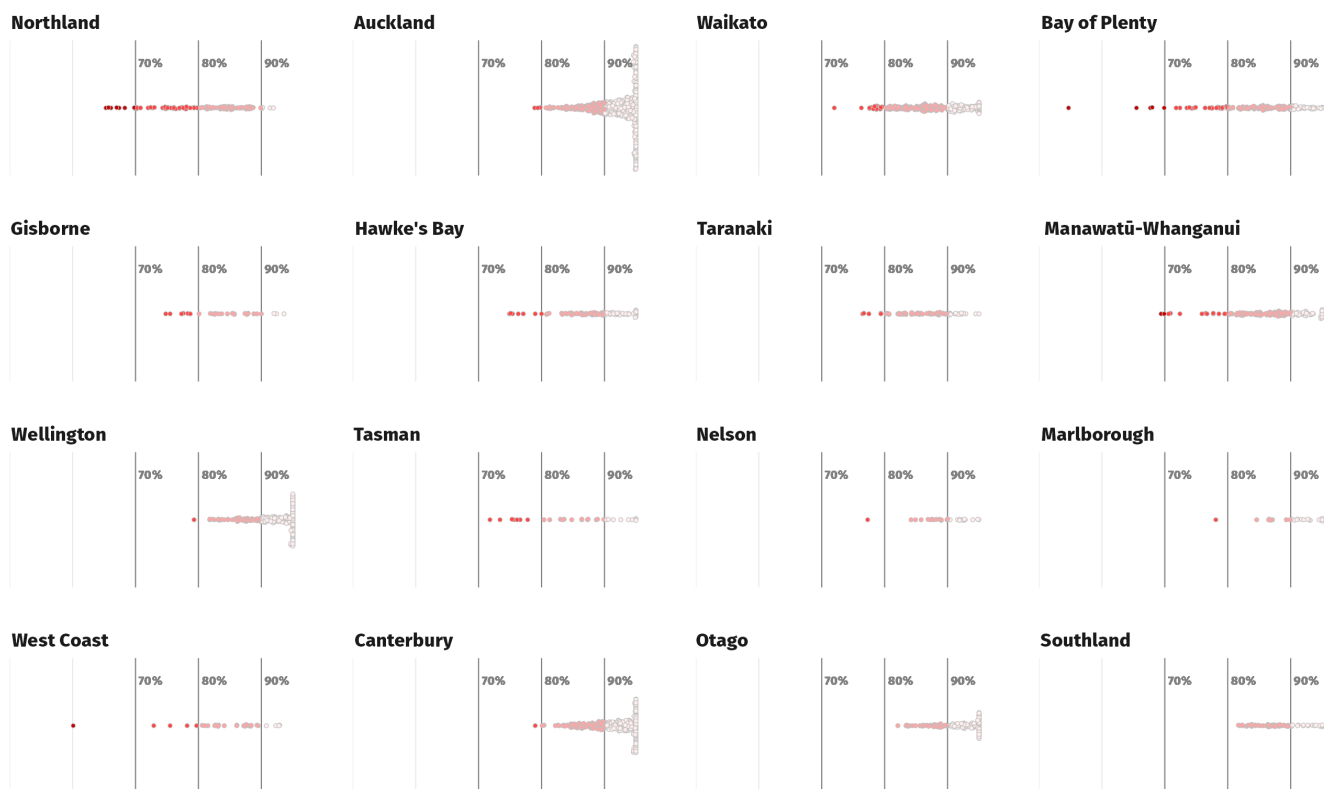 Northland
Auckland
Waikato
Bay of Plenty
70% 80% 90%
70% 80% 90%
70% 80% 90%
70% 80% 90%
Gisborne
Hawke's Bay
Taranaki
Manawatū-Whanganui
70% 80% 90%
70% 80% 90%
70% 80% 90%
70% 80% 90%
Wellington
Tasman
Nelson
Marlborough
70% 80% 90%
70% 80% 90%
70% 80% 90%
70% 80% 90%
West Coast
Canterbury
Otago
Southland
70% 80% 90%
70% 80% 90%
70% 80% 90%
70% 80% 90%